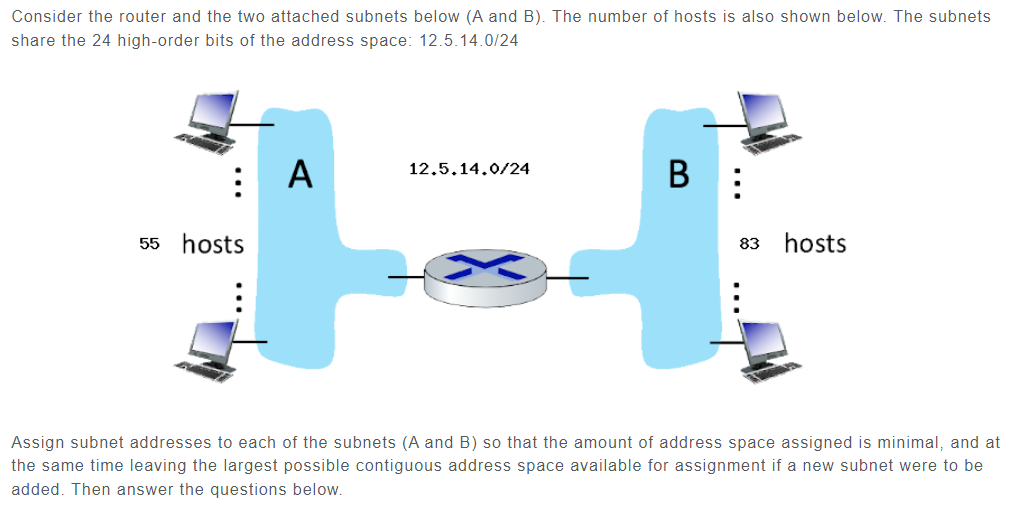 Consider the router and the two attached subnets below (A and B). The number of hosts is also shown below. The subnets
share the 24 high-order bits of the address space: 12.5.14.0/24
A
12.5.14.0/24
B
55 hosts
83 hosts
Assign subnet addresses to each of the subnets (A and B) so that the amount of address space assigned is minimal, and at
the same time leaving the largest possible contiguous address space available for assignment if a new subnet were to be
added. Then answer the questions below.